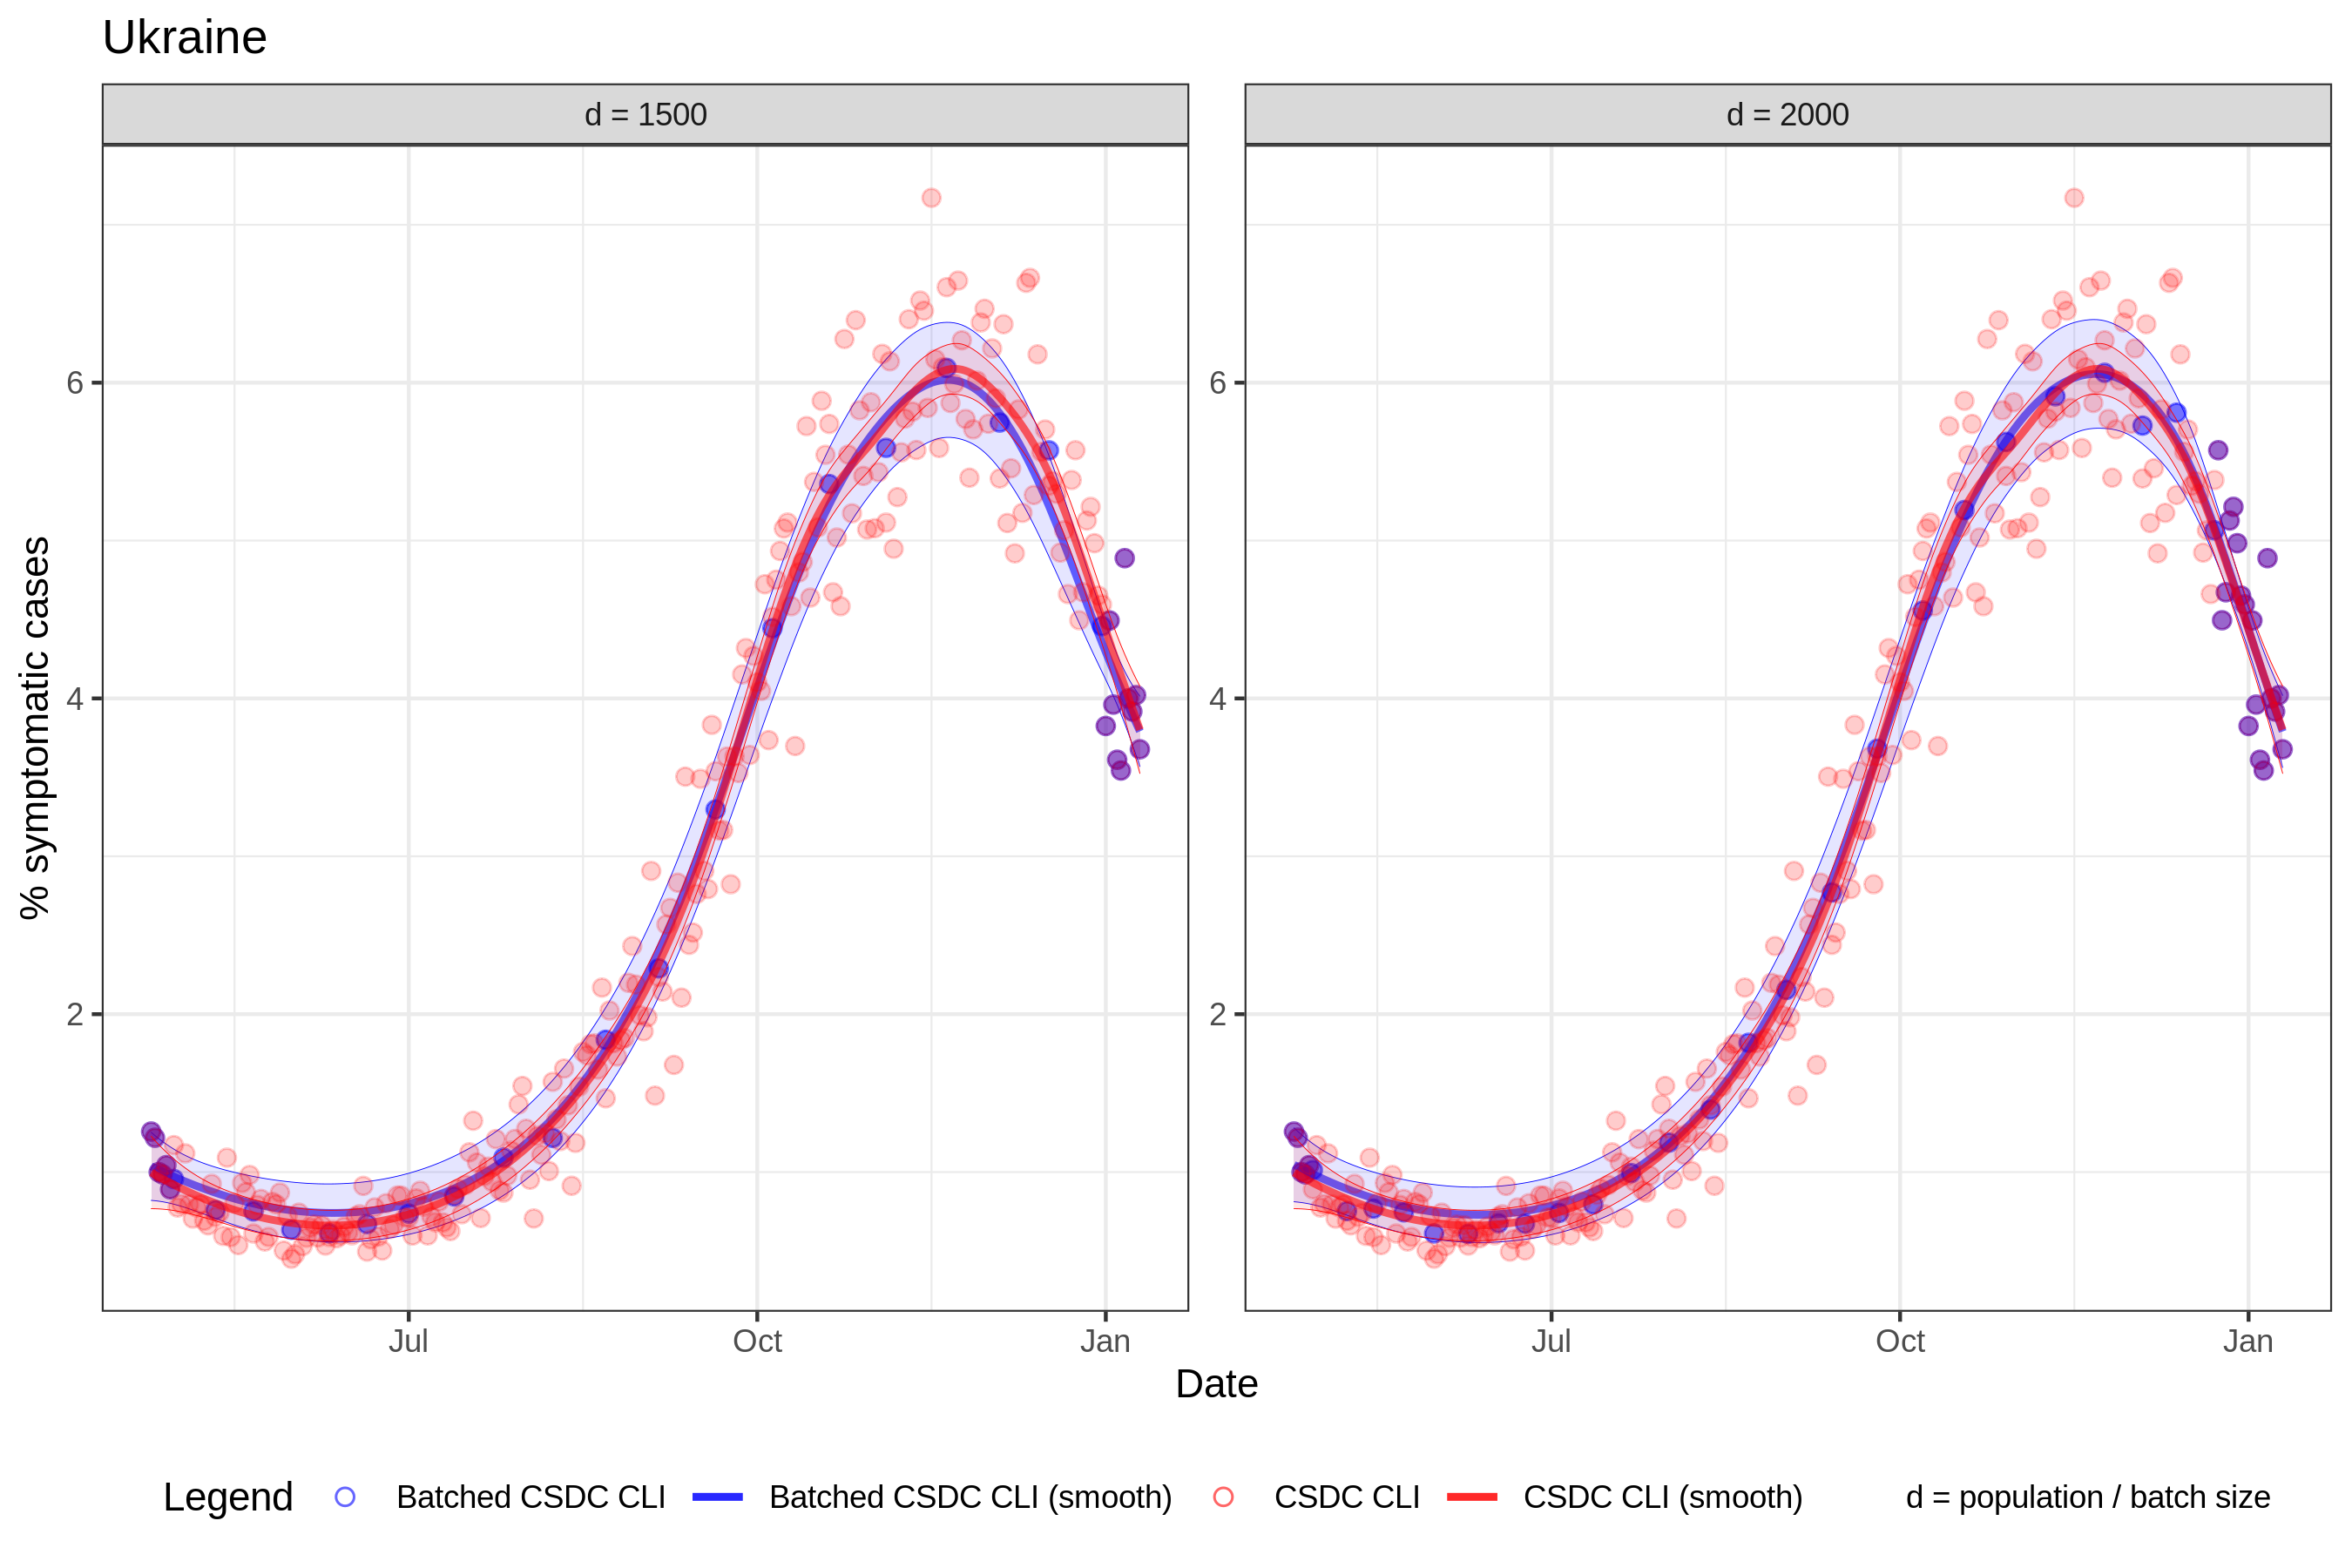 Ukraine
d = 1500
d = 2000
% symptomatic cases
6
4
2
6
4
2
Jul
Oct
Jan
Jul
Oct
Jan
Date
Legend
Batched CSDC CLI
Batched CSDC CLI (smooth)
CSDC CLI
CSDC CLI (smooth)
d = population / batch size